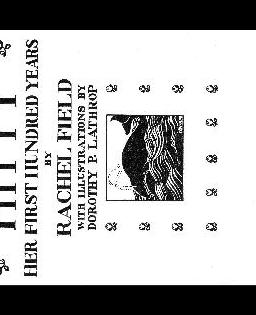 HER FIRST HUNDRED YEARS
BY
RACHEL FIELD
WITH ILLUSTRATIONS BY
DOROTHY P. LATHROP